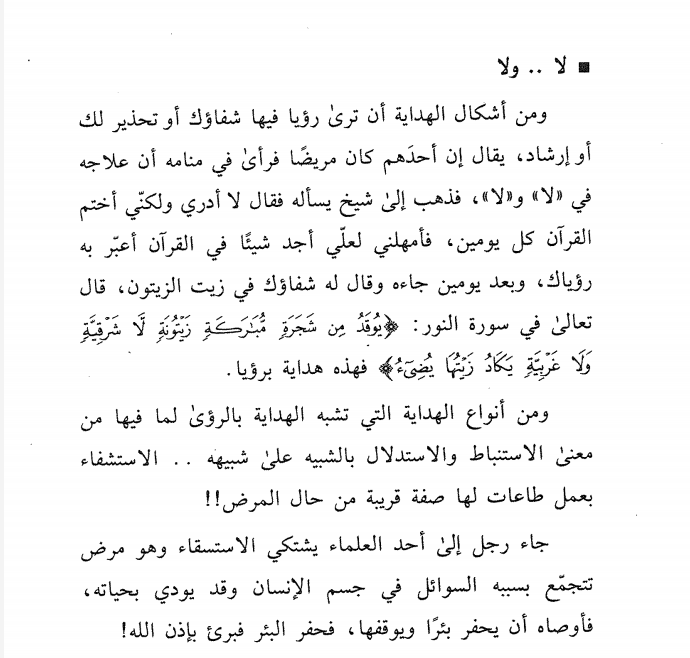 ■ لا .. ولا
ومن أشكال الهداية أن ترىٰ رؤيا فيها شفاؤك أو تحذير لك
أو إرشاد، يقال إن أحدَهم كان مريضًا فرأىٰ في منامه أن علاجه
في «لا» و«لا»، فذهب إلىٰ شيخ يسأله فقال لا أدري ولكنّي أختم
القرآن كل يومين، فأمهلني لعلّي أجد شيئًا في القرآن أعبّر به
رؤياك، وبعد يومين جاءه وقال له شفاؤك في زيت الزيتون، قال
تعالىٰ في سورة النور: ﴿يُوقَدُ مِن شَجَرَةٍ مُّبَٰرَكَةٍ زَيْتُونَةٍ لَّا شَرْقِيَّةٍ
وَلَا غَرْبِيَّةٍ يَكَادُ زَيْتُهَا يُضِيٓءُ﴾ فهذه هداية برؤيا.
ومن أنواع الهداية التي تشبه الهداية بالرؤىٰ لما فيها من
معنىٰ الاستنباط والاستدلال بالشبيه علىٰ شبيهه .. الاستشفاء
بعمل طاعات لها صفة قريبة من حال المرض!!
جاء رجل إلىٰ أحد العلماء يشتكي الاستسقاء وهو مرض
تتجمّع بسببه السوائل في جسم الإنسان وقد يودي بحياته،
فأوصاه أن يحفر بئرًا ويوقفها، فحفر البئر فبرئ بإذن الله!